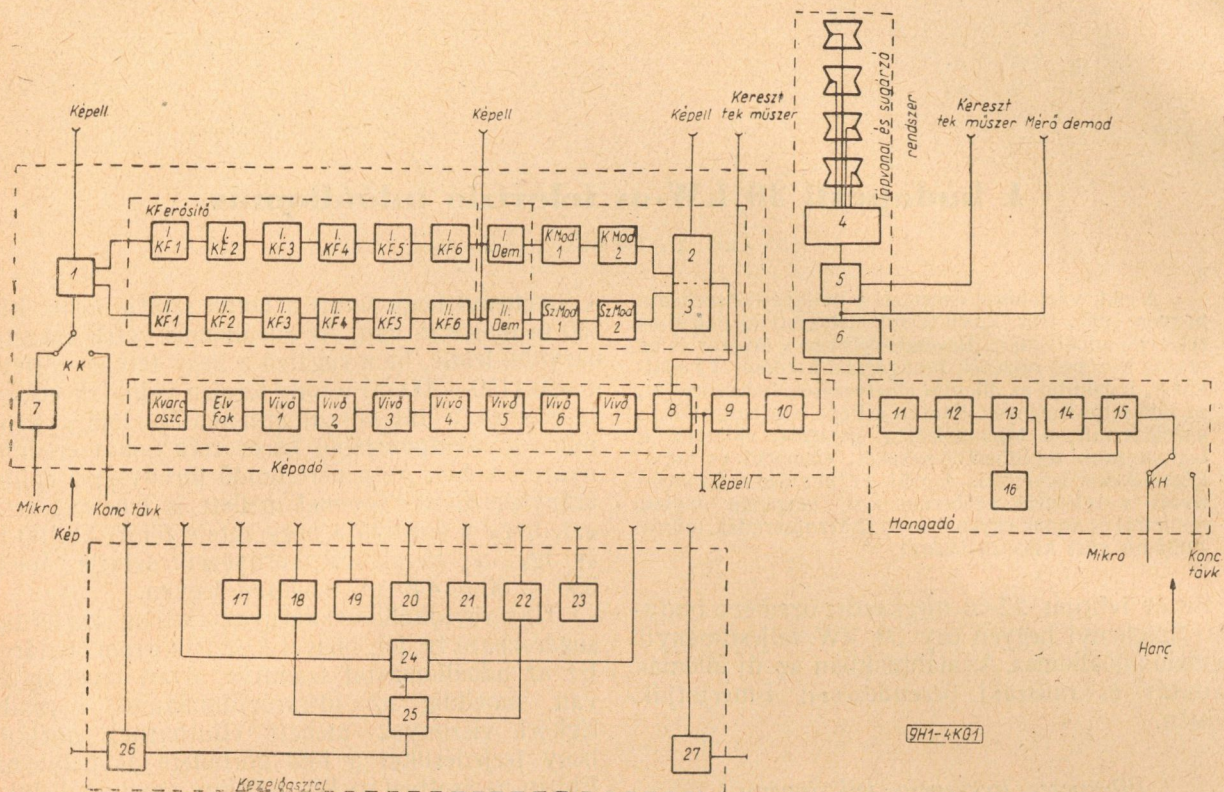 Képell
Képell
Képell
Kereszt
tek műszer
Tápvonal és sugárzó
rendszer
Kereszt
tek műszer
Mérő demod
KF erősítő
I.
KF1
I.
KF2
I.
KF3
I.
KF4
I.
KF5
I.
KF6
I.
Dem
K Mod
1
K Mod
2
1
2
3
4
5
6
II.
KF1
II.
KF2
II.
KF3
II.
KF4
II.
KF5
II.
KF6
II.
Dem
Sz.Mod
1
Sz.Mod
2
KK
7
Kvarc
oszc
Elv
fok
Vivő
1
Vivő
2
Vivő
3
Vivő
4
Vivő
5
Vivő
6
Vivő
7
8
9
10
11
12
13
14
15
16
KH
Képadó
Képell
Hangadó
Mikro
Konc távk
Kép
Mikro
Konc
távk
Hang
17
18
19
20
21
22
23
24
25
26
27
Kezelőasztal
9H1-4KG1